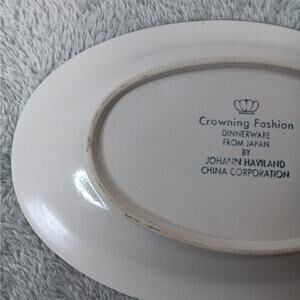 Crowning Fashion
DINNERWARE
FROM JAPAN
BY
JOHANN HAVILAND
CHINA CORPORATION